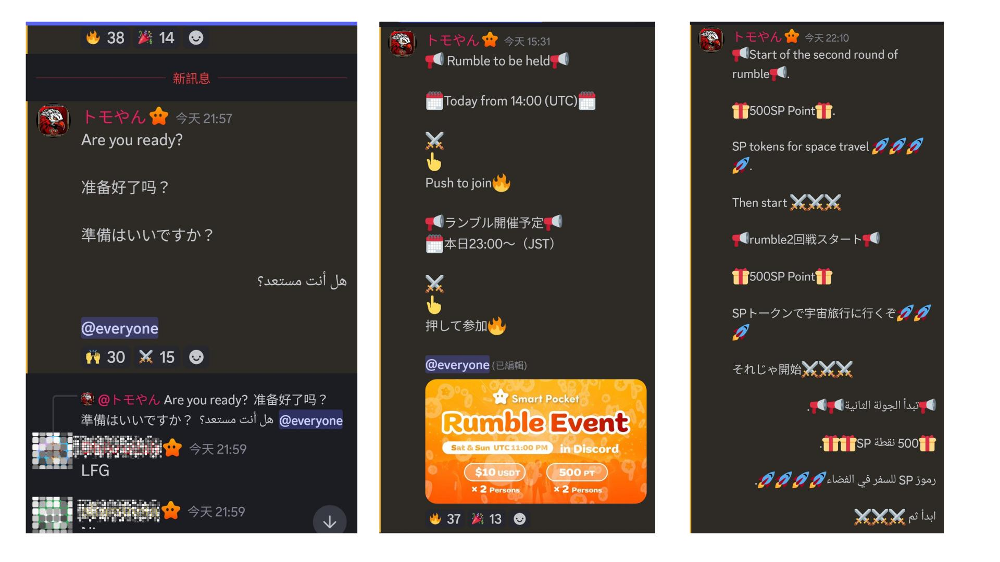 38 14
新訊息
トモやん 今天 21:57
Are you ready?
准备好了吗？
準備はいいですか？
هل أنت مستعد؟
@everyone
30 15
@トモやん Are you ready? 准备好了吗？
準備はいいですか？ هل أنت مستعد؟ @everyone
今天 21:59
LFG
今天 21:59
トモやん 今天 15:31
📢 Rumble to be held📢
🗓Today from 14:00 (UTC)🗓
⚔
👆
Push to join🔥
📢ランブル開催予定📢
🗓本日23:00～（JST）
⚔
👆
押して参加🔥
@everyone (已編輯)
Smart Pocket
Rumble Event
Sat & Sun UTC 11:00 PM in Discord
$10 USDT 500 PT
× 2 Persons × 2 Persons
37 13
トモやん 今天 22:10
📢Start of the second round of
rumble📢.
🎁500SP Point🎁.
SP tokens for space travel 🚀🚀🚀
🚀.
Then start ⚔⚔⚔
📢rumble2回戦スタート📢
🎁500SP Point🎁
SPトークンで宇宙旅行に行くぞ🚀🚀
🚀
それじゃ開始⚔⚔⚔
📢تبدأ الجولة الثانية📢📢.
🎁500 نقطة SP🎁🎁.
رموز SP للسفر في الفضاء🚀🚀🚀🚀.
ابدأ ثم ⚔⚔⚔